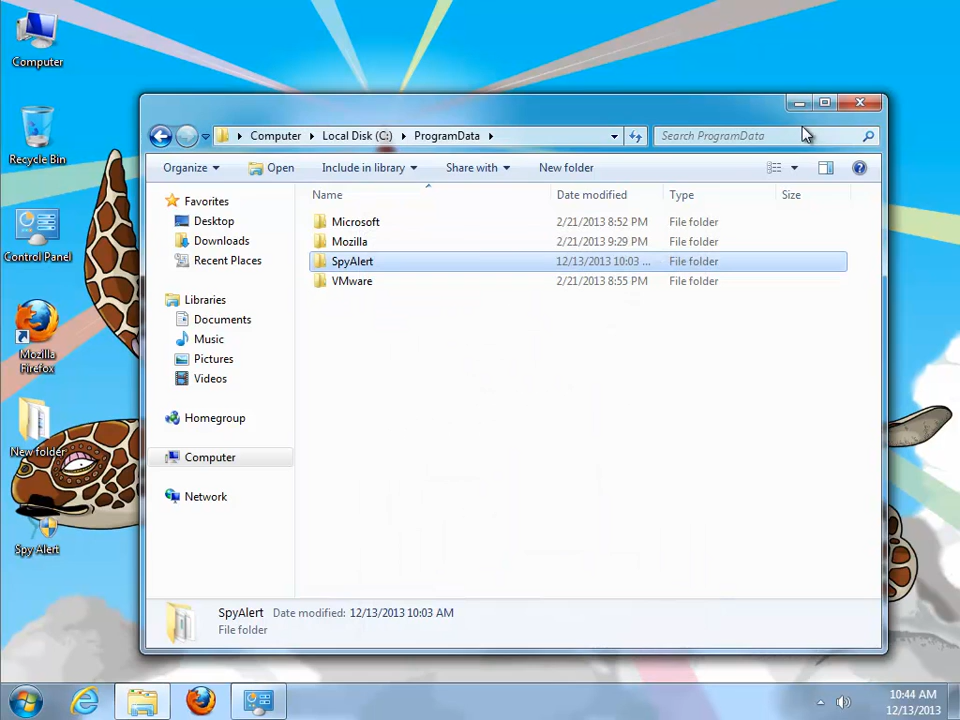 Computer
Recycle Bin
Control Panel
Mozilla
Firefox
New folder
Spy Alert
Computer Local Disk (C:) ProgramData
Search ProgramData
Organize Open Include in library Share with New folder
Favorites
Desktop
Downloads
Recent Places
Libraries
Documents
Music
Pictures
Videos
Homegroup
Computer
Network
Name Date modified Type Size
Microsoft 2/21/2013 8:52 PM File folder
Mozilla 2/21/2013 9:29 PM File folder
SpyAlert 12/13/2013 10:03 ... File folder
VMware 2/21/2013 8:55 PM File folder
SpyAlert Date modified: 12/13/2013 10:03 AM
File folder
10:44 AM
12/13/2013